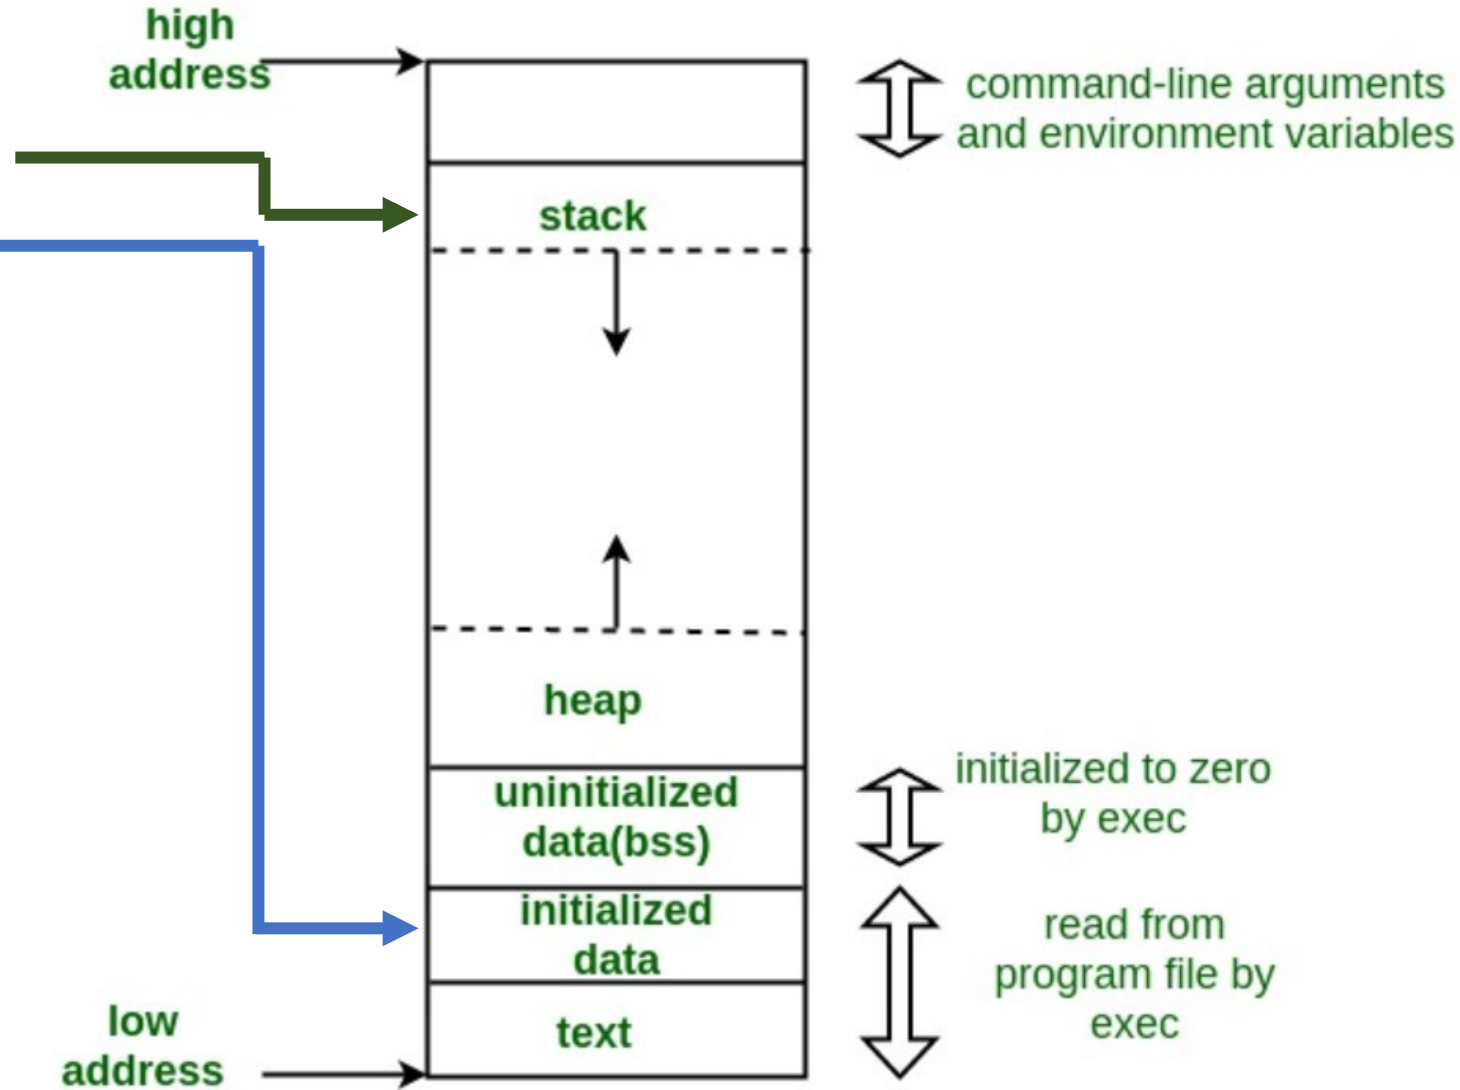 high
address
command-line arguments
and environment variables
stack
heap
uninitialized
data(bss)
initialized to zero
by exec
initialized
data
read from
program file by
exec
text
low
address